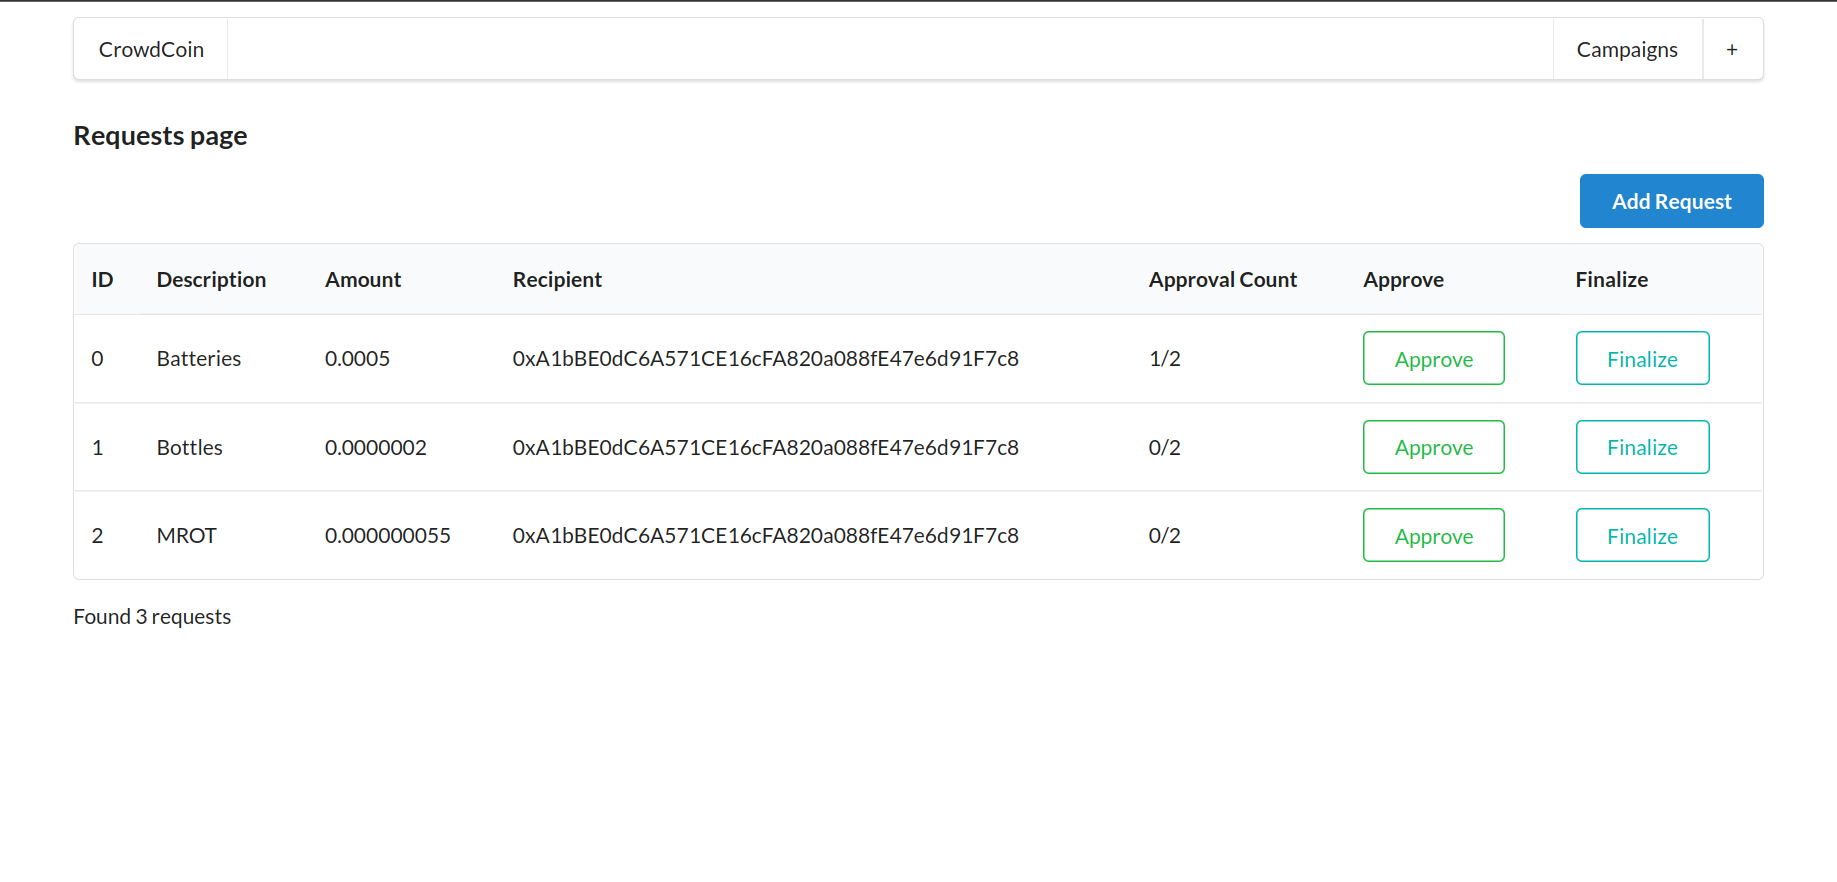 CrowdCoin Campaigns +
Requests page
Add Request
ID Description Amount Recipient Approval Count Approve Finalize
0 Batteries 0.0005 0xA1bBE0dC6A571CE16cFA820a088fE47e6d91F7c8 1/2 Approve Finalize
1 Bottles 0.0000002 0xA1bBE0dC6A571CE16cFA820a088fE47e6d91F7c8 0/2 Approve Finalize
2 MROT 0.000000055 0xA1bBE0dC6A571CE16cFA820a088fE47e6d91F7c8 0/2 Approve Finalize
Found 3 requests